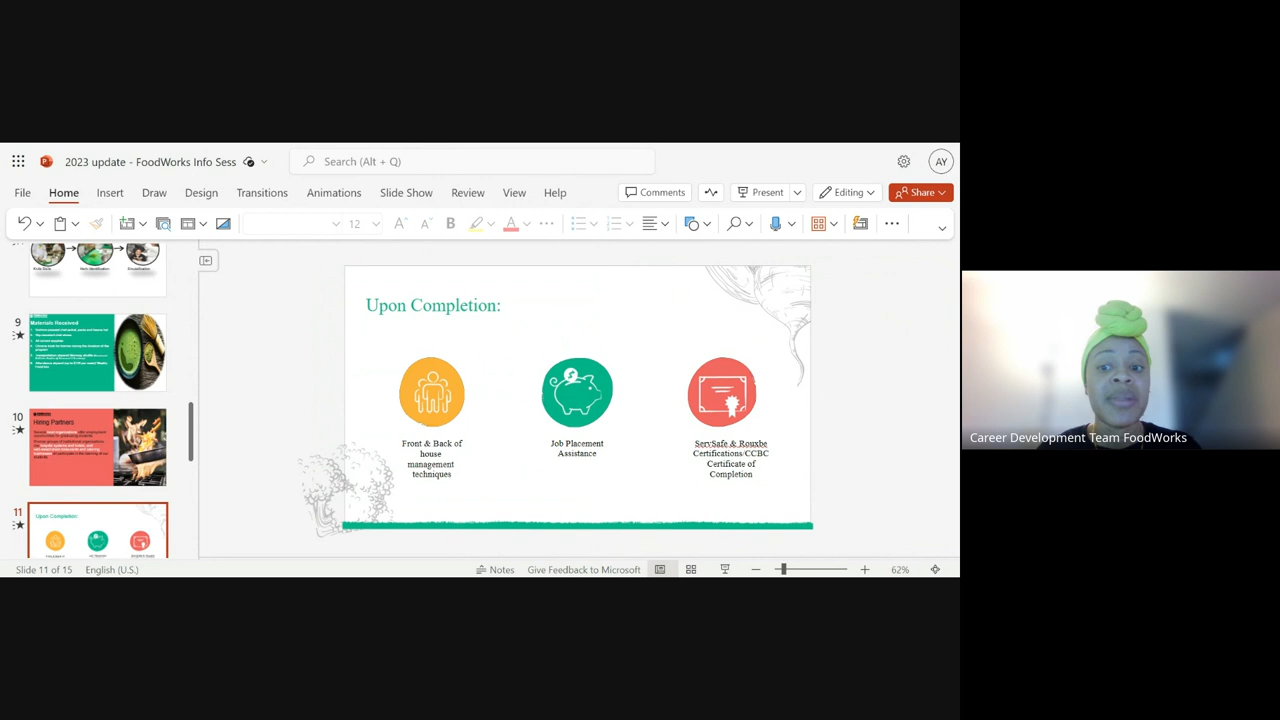 2023 update - FoodWorks Info Sess
Search (Alt + Q)
AY
File Home Insert Draw Design Transitions Animations Slide Show Review View Help
Comments
Present
Editing
Share
12
B
A
9
Materials Received
10
Hiring Partners
11
Upon Completion:
Upon Completion:
Front & Back of
house
management
techniques
Job Placement
Assistance
ServSafe & Rouxbe
Certifications/CCBC
Certificate of
Completion
Career Development Team FoodWorks
Slide 11 of 15
English (U.S.)
Notes
Give Feedback to Microsoft
62%